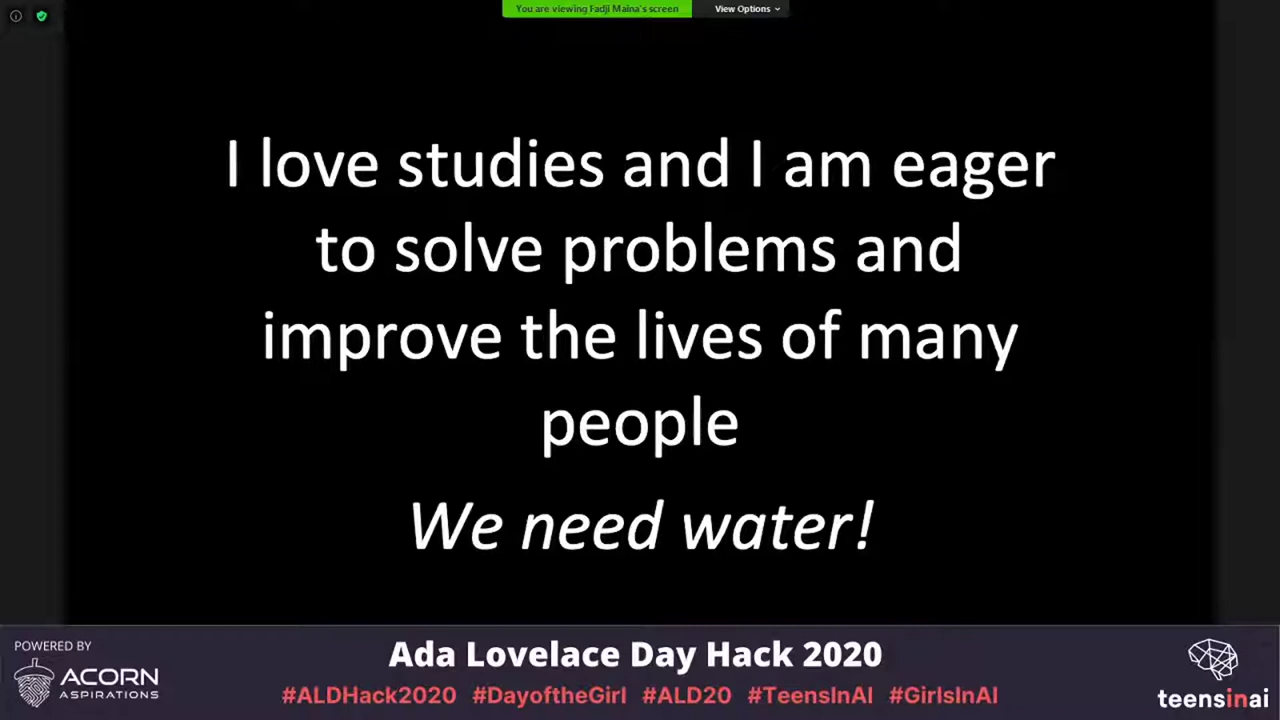 You are viewing Fadji Maina's screen
View Options
I love studies and I am eager
to solve problems and
improve the lives of many
people
We need water!
POWERED BY
ACORN
ASPIRATIONS
Ada Lovelace Day Hack 2020
#ALDHack2020 #DayoftheGirl #ALD20 #TeensInAI #GirlsInAI
teensinai